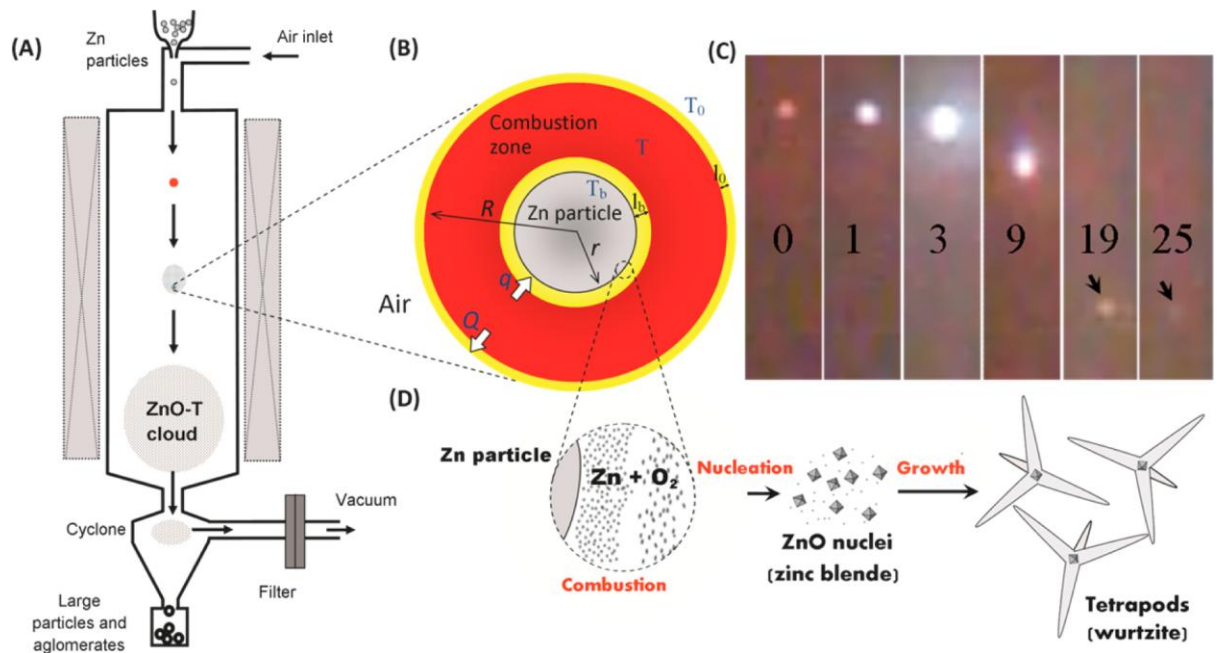 (A)
Zn
particles
Air inlet
ZnO-T
cloud
Cyclone
Vacuum
Filter
Large
particles and
aglomerates
(B)
T₀
Combustion
zone
T
l₀
T_b
l_b
Zn particle
R
r
q
Q
Air
(C)
0 1 3 9 19 25
(D)
Zn particle
Zn + O₂
Combustion
Nucleation
ZnO nuclei
(zinc blende)
Growth
Tetrapods
(wurtzite)